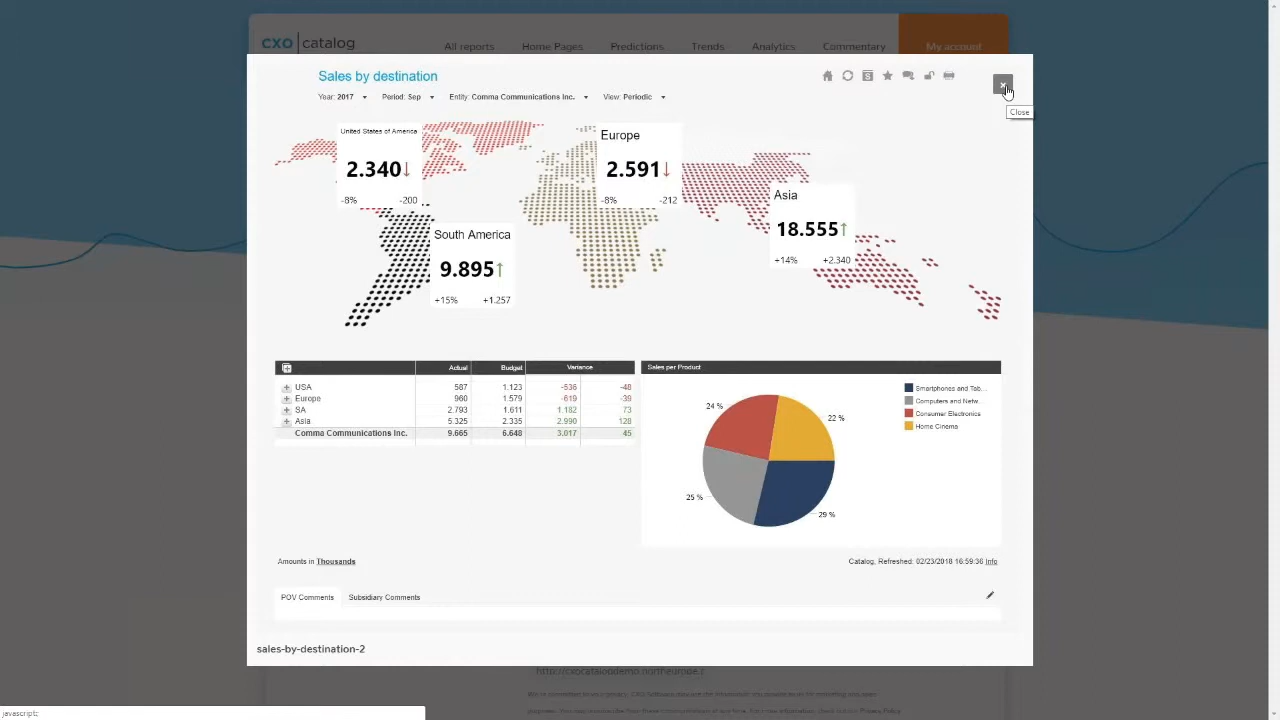 cxo catalog
All reports Home Pages Predictions Trends Analytics Commentary My account
Sales by destination
Close
Year: 2017 Period: Sep Entity: Comma Communications Inc. View: Periodic
United States of America
2.340↓
-8% -200
Europe
2.591↓
-8% -212
Asia
18.555↑
+14% +2.340
South America
9.895↑
+15% +1.257
Actual Budget Variance
USA 587 1.123 -536 -48
Europe 960 1.579 -619 -39
SA 2.793 1.611 1.182 73
Asia 5.325 2.335 2.990 128
Comma Communications Inc. 9.665 6.648 3.017 45
Sales per Product
24 %
22 %
25 %
29 %
Smartphones and Tab...
Computers and Netw...
Consumer Electronics
Home Cinema
Amounts in Thousands
Catalog, Refreshed: 02/23/2018 16:59:36 Info
POV Comments Subsidiary Comments
sales-by-destination-2
http://cxocatalogdemo.northeurope.c
javascript:;